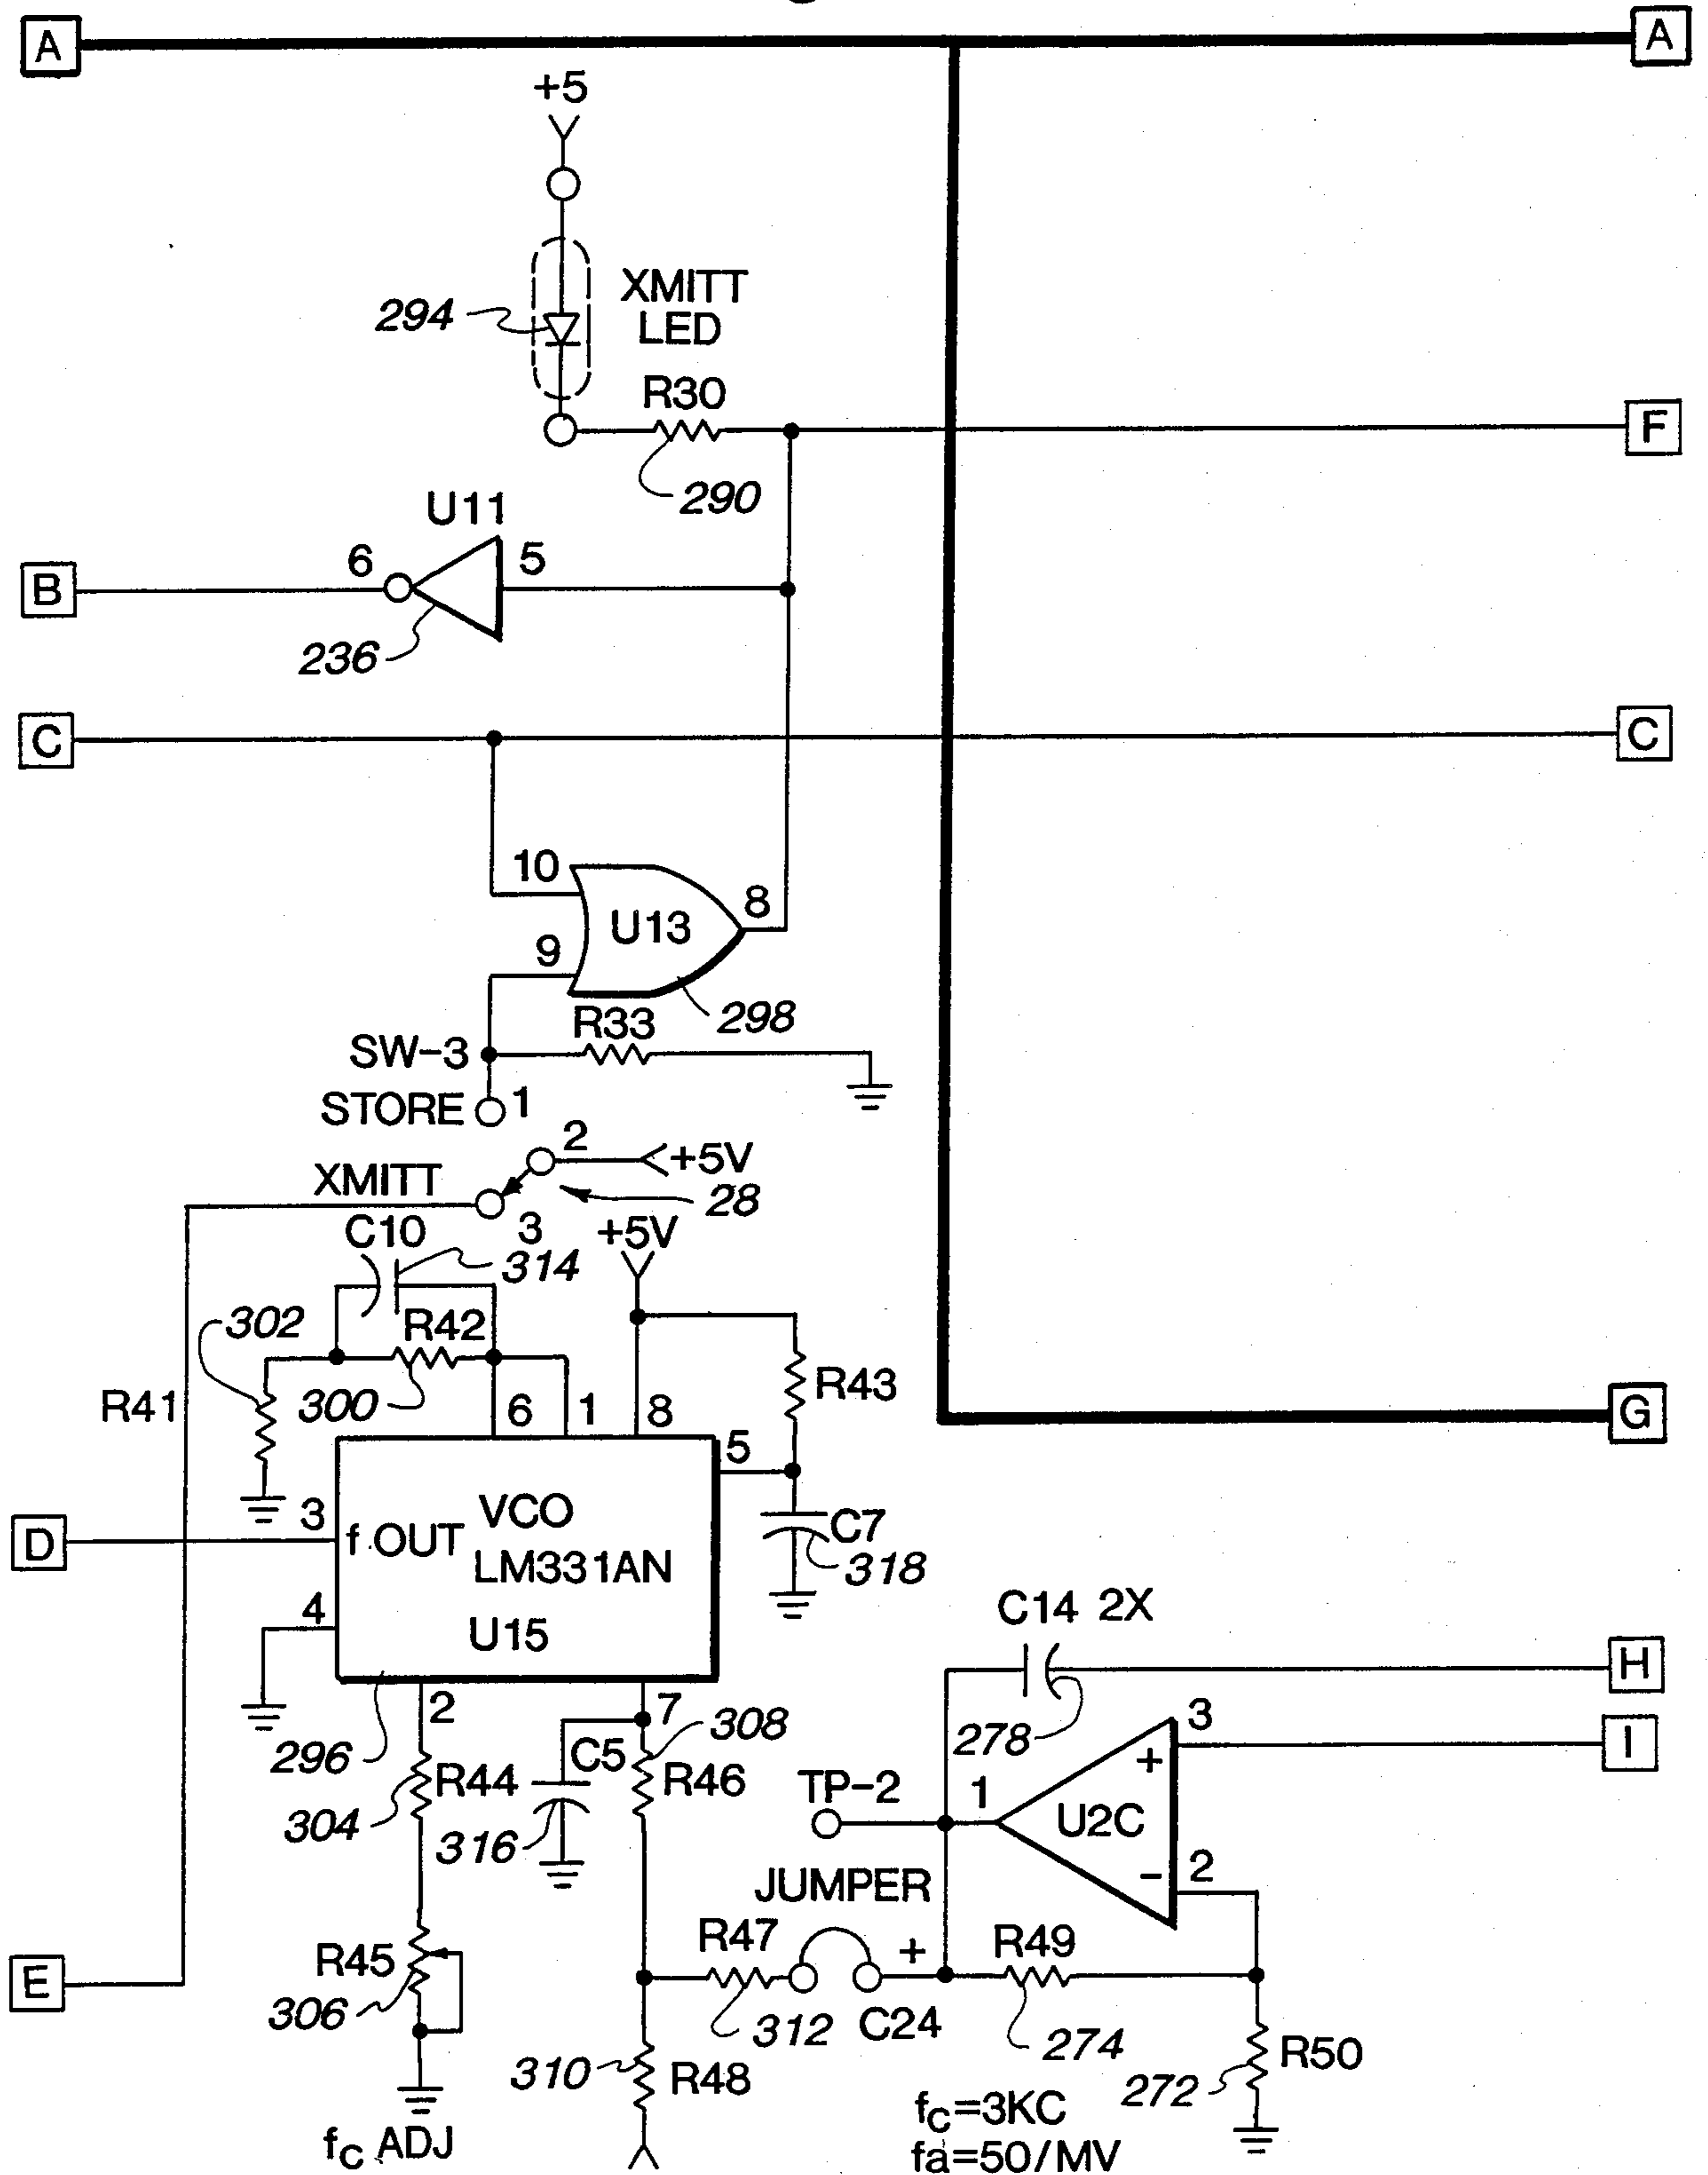 A A
+5
XMITT
LED
294
R30
F
290
U11
6 5
B
236
C C
10
U13 8
9
298
R33
SW-3
STORE 1
2
+5V
XMITT
28
3
C10
+5V
314
302
R42
R41
300
R43
6 1 8
G
5
3
VCO
D
f OUT
C7
LM331AN
318
4
U15
C14 2X
H
2 7
308
3
278
I
296
C5
+
R44
R46
TP-2
1
U2C
304
316
2
-
JUMPER
R47
+
R49
R45
E
306
312
C24
274
R50
310
R48
272
fC=3KC
fC ADJ
fa=50/MV